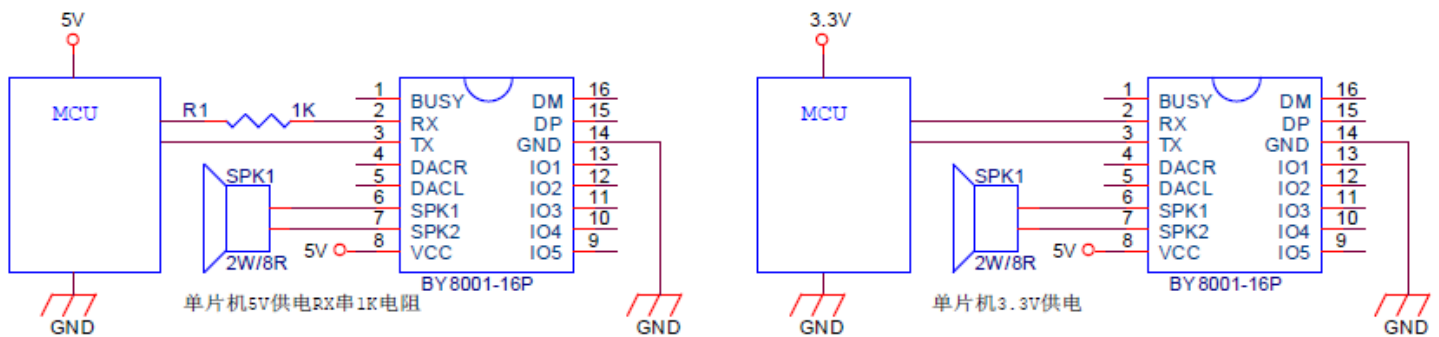 5V
MCU
R1 1K
1 BUSY DM 16
2 RX DP 15
3 TX GND 14
4 DACR IO1 13
5 DACL IO2 12
6 SPK1 IO3 11
7 SPK2 IO4 10
8 VCC IO5 9
SPK1
2W/8R
5V
BY8001-16P
GND
单片机5V供电RX串1K电阻
GND
3.3V
MCU
1 BUSY DM 16
2 RX DP 15
3 TX GND 14
4 DACR IO1 13
5 DACL IO2 12
6 SPK1 IO3 11
7 SPK2 IO4 10
8 VCC IO5 9
SPK1
2W/8R
5V
BY8001-16P
GND
单片机3.3V供电
GND